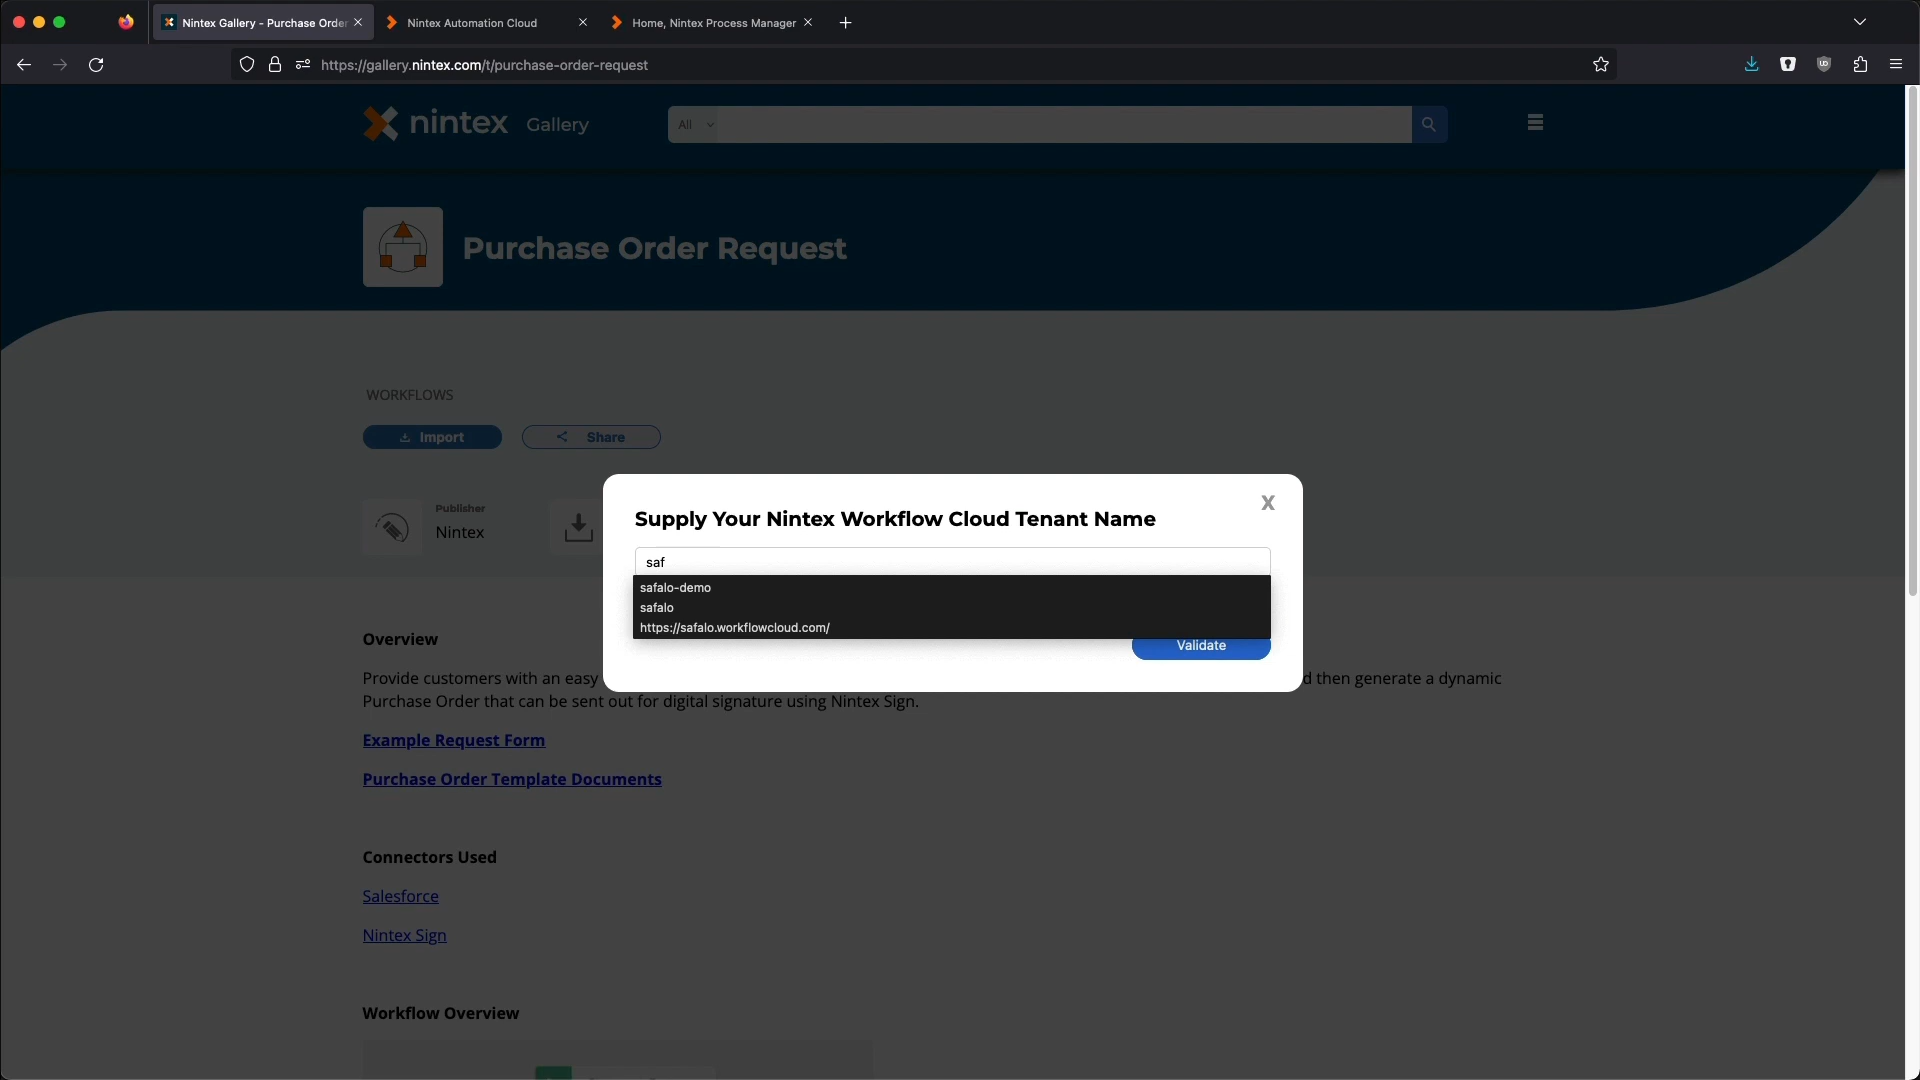 Nintex Gallery - Purchase Order
Nintex Automation Cloud
Home, Nintex Process Manager
https://gallery.nintex.com/t/purchase-order-request
nintex Gallery
All
Purchase Order Request
WORKFLOWS
Import
Share
Publisher
Nintex
X
Supply Your Nintex Workflow Cloud Tenant Name
saf
safalo-demo
safalo
https://safalo.workflowcloud.com/
Validate
Overview
Provide customers with an easy d then generate a dynamic
Purchase Order that can be sent out for digital signature using Nintex Sign.
Example Request Form
Purchase Order Template Documents
Connectors Used
Salesforce
Nintex Sign
Workflow Overview